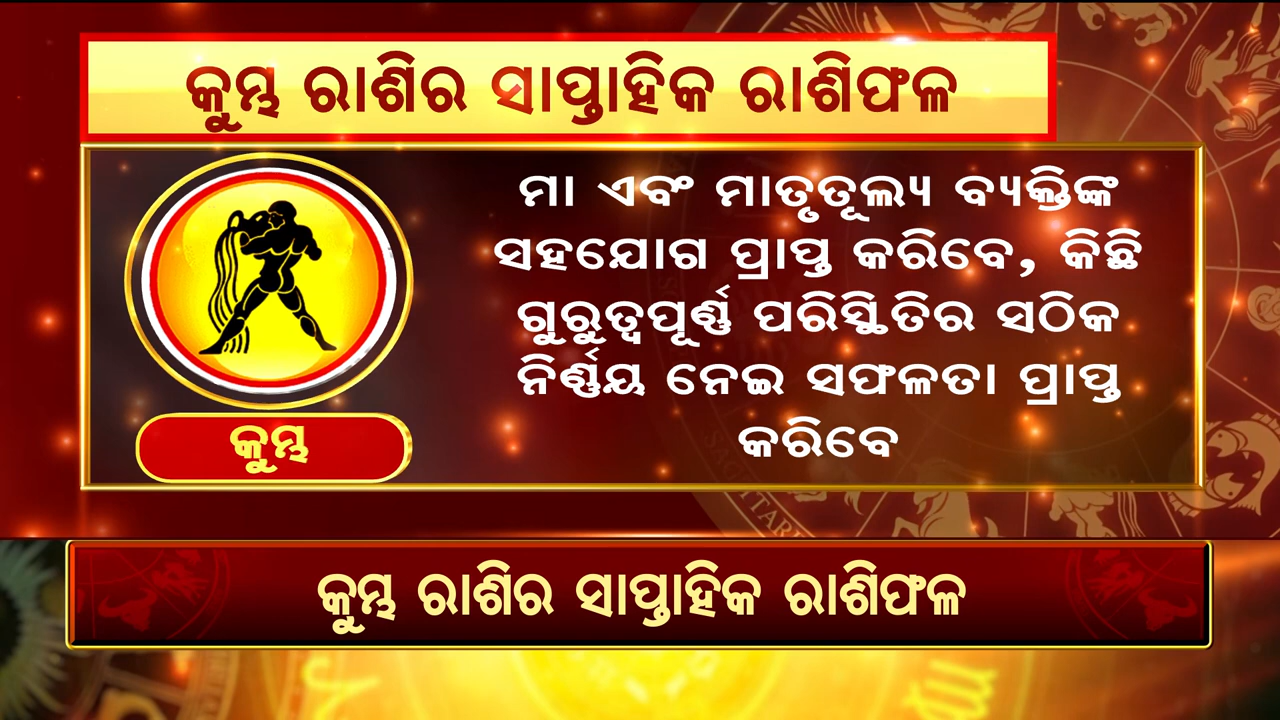 କୁମ୍ଭ ରାଶିର ସାପ୍ତାହିକ ରାଶିଫଳ
ମା ଏବଂ ମାତୃତୂଲ୍ୟ ବ୍ୟକ୍ତିଙ୍କ
ସହଯୋଗ ପ୍ରାପ୍ତ କରିବେ, କିଛି
ଗୁରୁତ୍ୱପୂର୍ଣ୍ଣ ପରିସ୍ଥିତିର ସଠିକ
ନିର୍ଣ୍ଣୟ ନେଇ ସଫଳତା ପ୍ରାପ୍ତ
କରିବେ
କୁମ୍ଭ
କୁମ୍ଭ ରାଶିର ସାପ୍ତାହିକ ରାଶିଫଳ